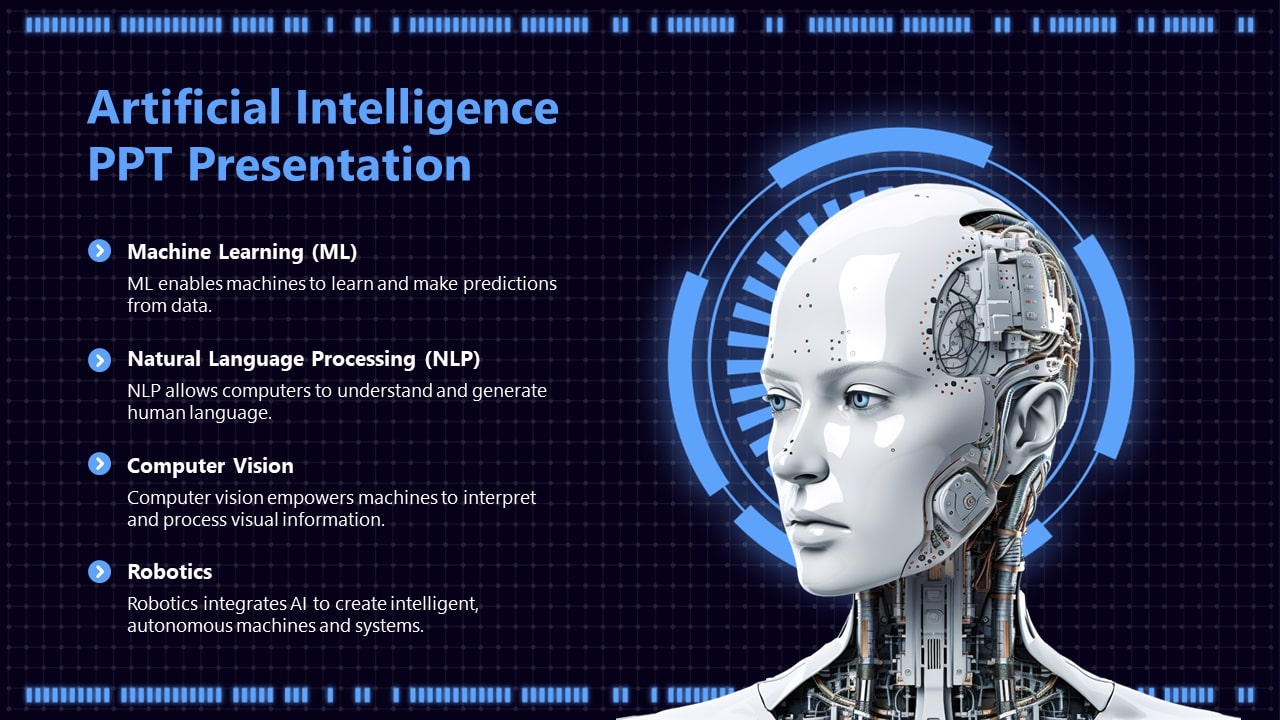 Artificial Intelligence
PPT Presentation
Machine Learning (ML)
ML enables machines to learn and make predictions
from data.
Natural Language Processing (NLP)
NLP allows computers to understand and generate
human language.
Computer Vision
Computer vision empowers machines to interpret
and process visual information.
Robotics
Robotics integrates AI to create intelligent,
autonomous machines and systems.